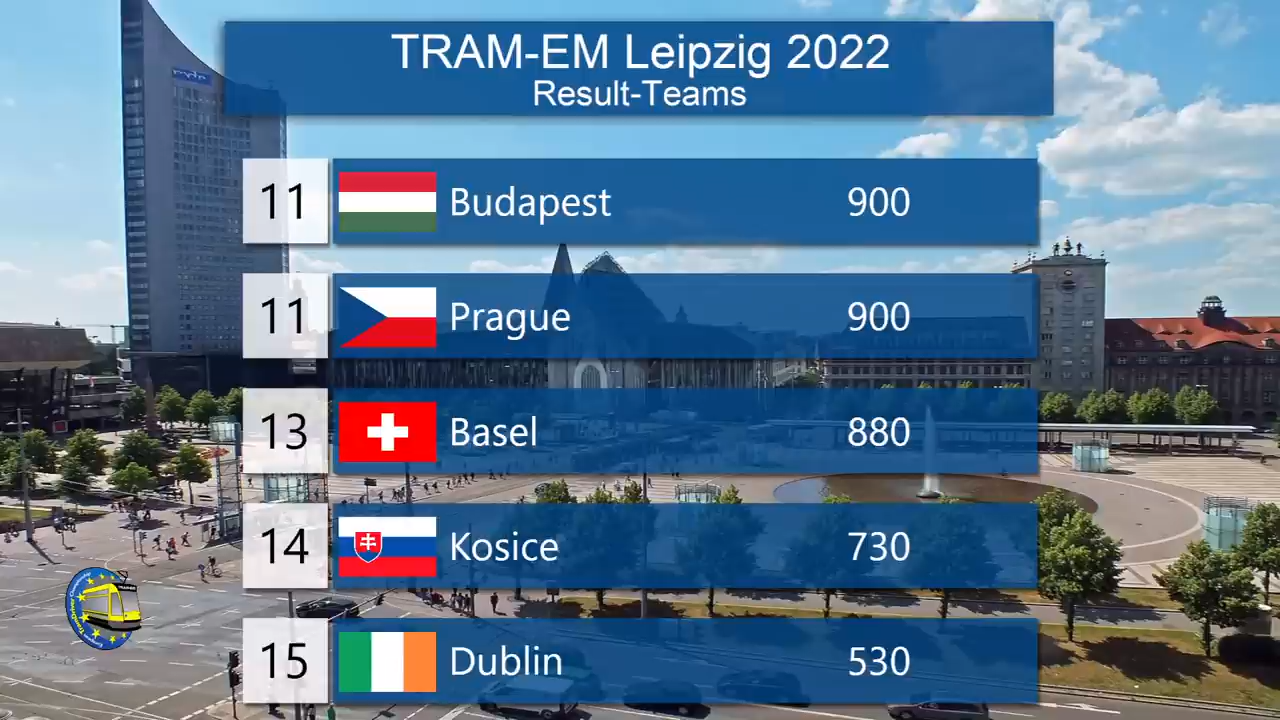 TRAM-EM Leipzig 2022
Result-Teams
11 Budapest 900
11 Prague 900
13 Basel 880
14 Kosice 730
15 Dublin 530
mdr